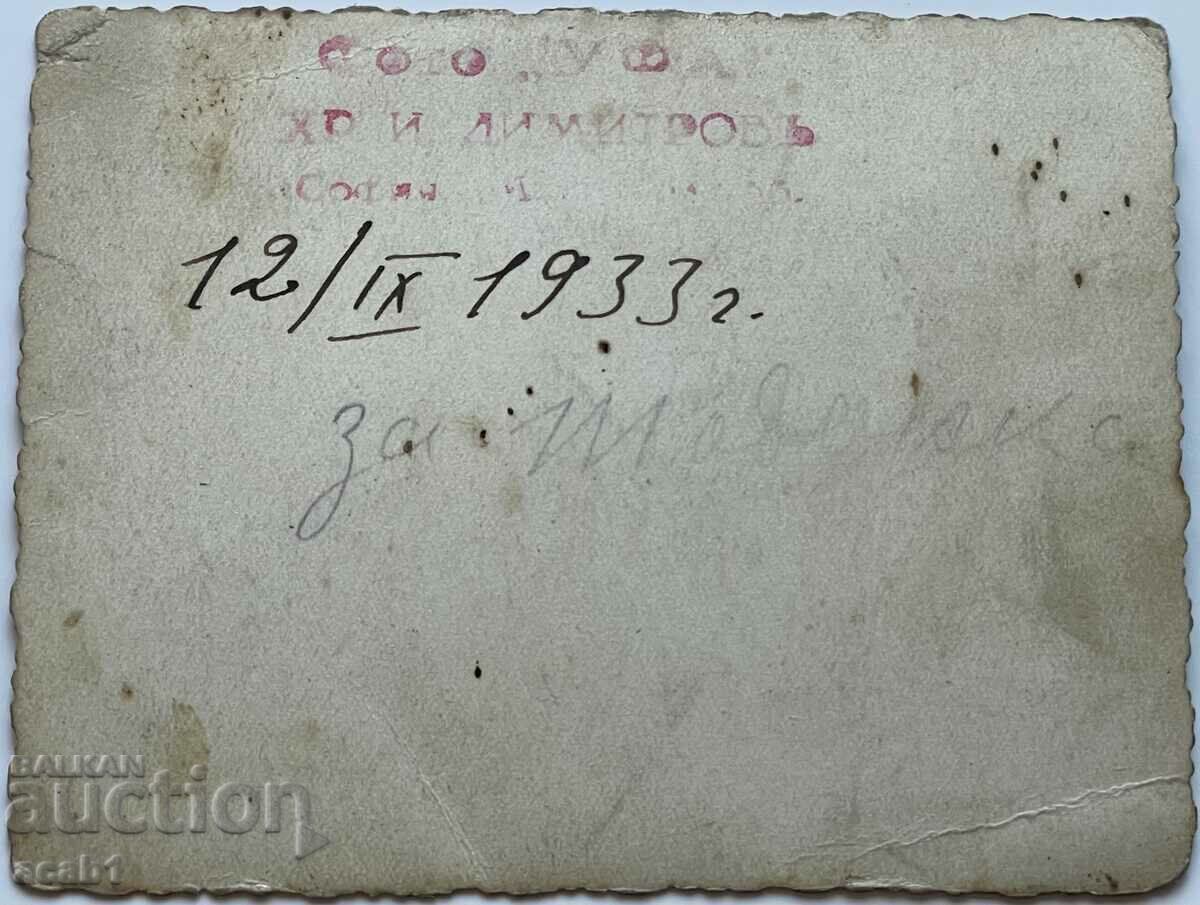 Фото „УФА"
ХР. И. ДИМИТРОВЪ
София
12/IX 1933 г.
за
BALKAN
auction
acab1